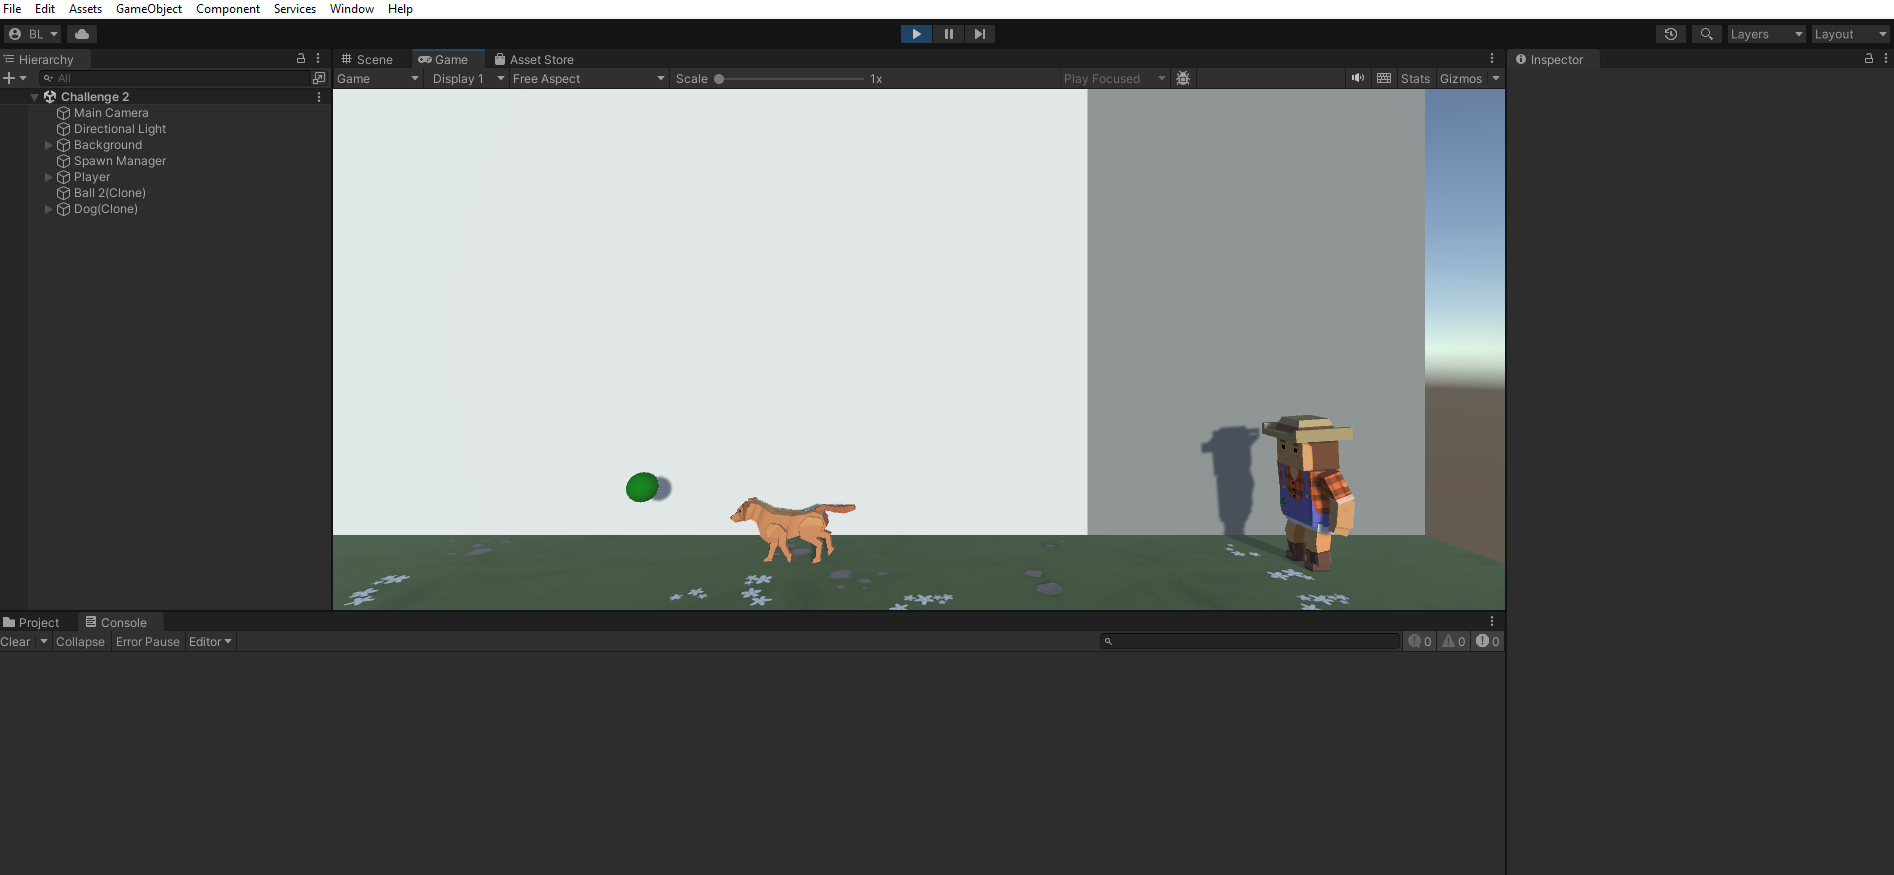 File Edit Assets GameObject Component Services Window Help
BL Layers Layout
Hierarchy
All
Challenge 2
Main Camera
Directional Light
Background
Spawn Manager
Player
Ball 2(Clone)
Dog(Clone)
Scene Game Asset Store
Game Display 1 Free Aspect Scale 1x Play Focused Stats Gizmos
Inspector
Project Console
Clear Collapse Error Pause Editor 0 0 0